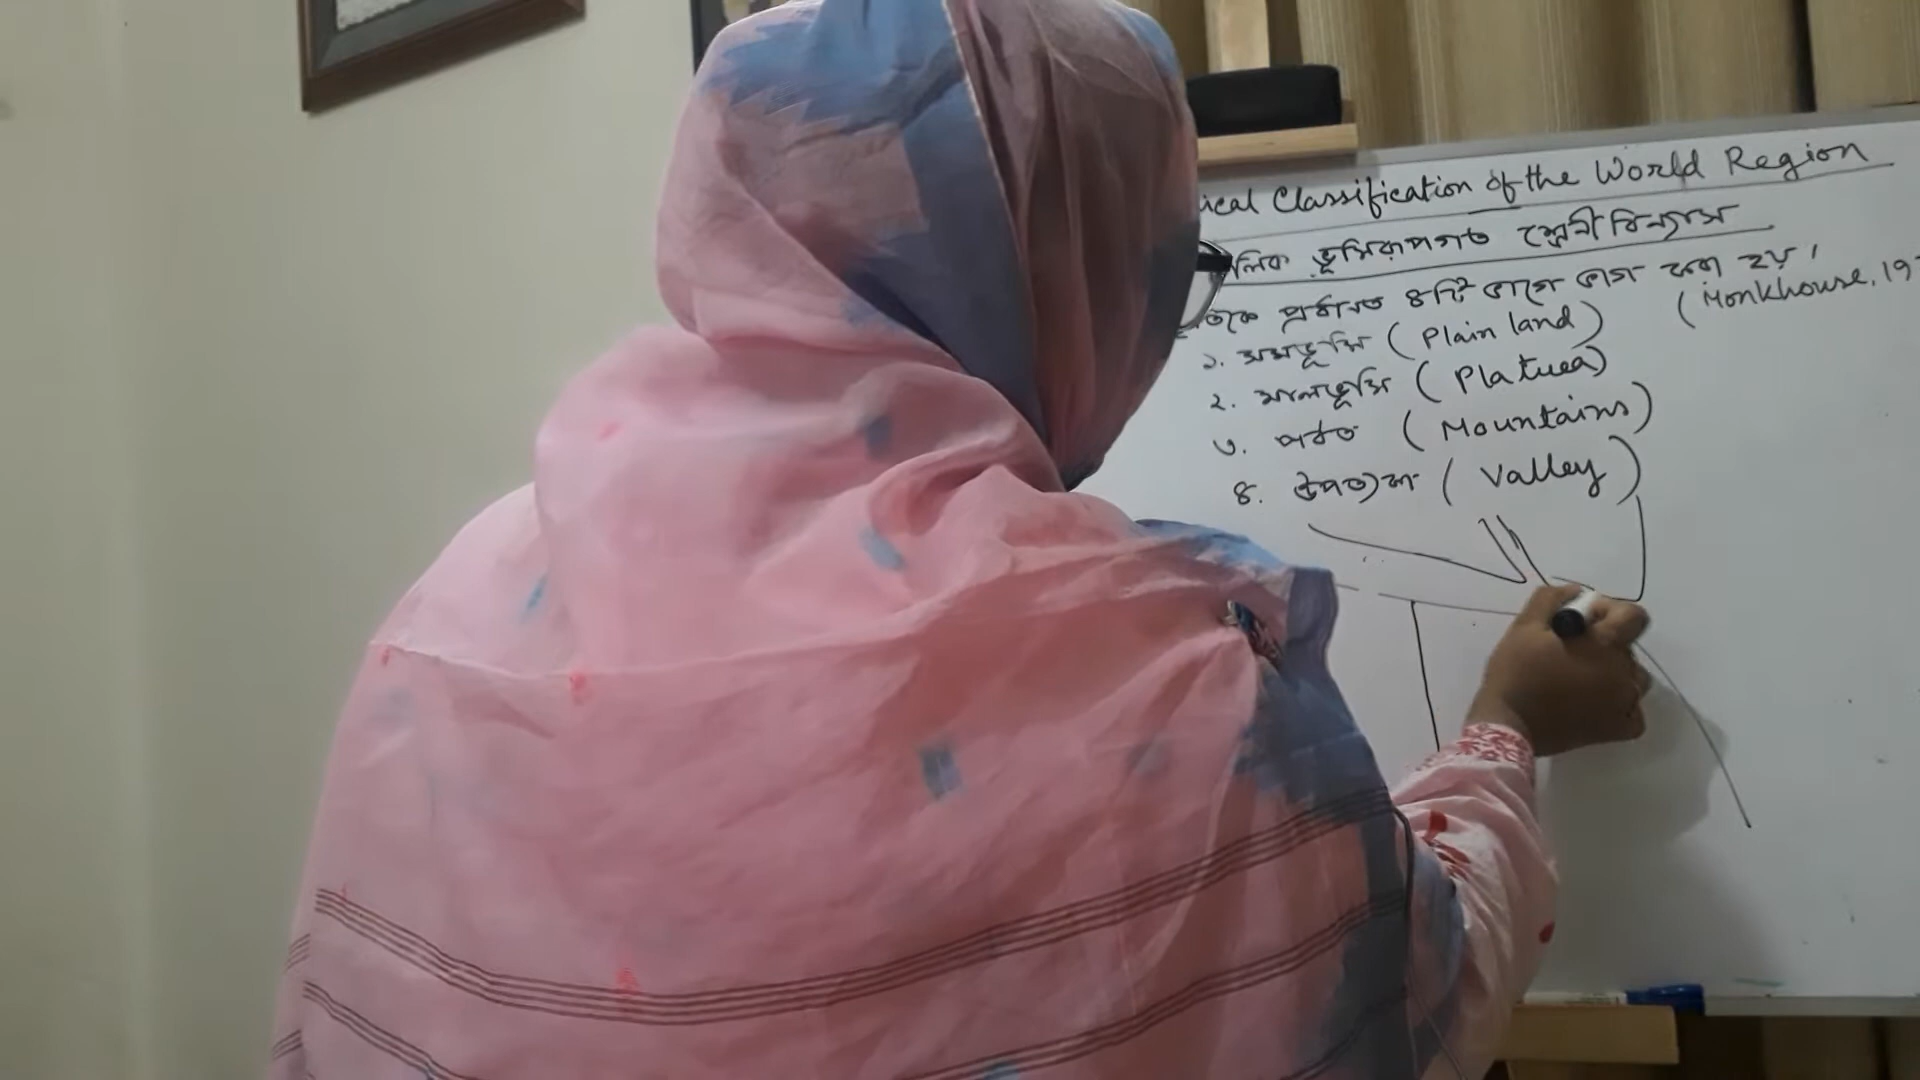 ical Classification of the World Region
লিক ভূমিরূপগত শ্রেণীবিন্যাস
প্রধানত ৪টি ভাগে ভাগ করা হয়।
(Monkhouse, 19
১. সমভূমি (Plain land)
২. মালভূমি (Platuea)
৩. পর্বত (Mountains)
৪. উপত্যকা (Valley)